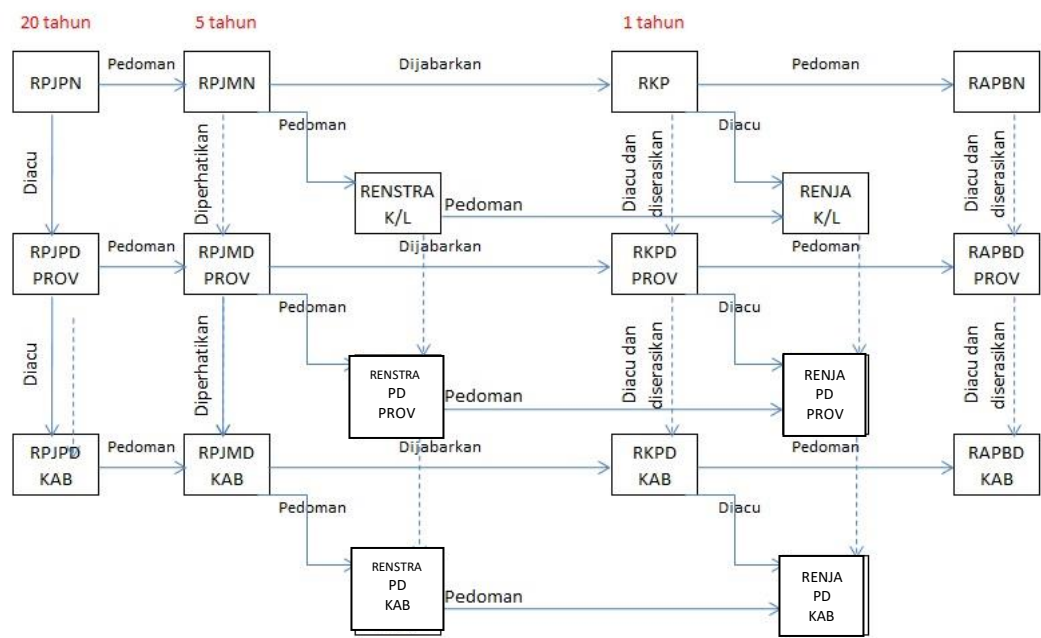 20 tahun
5 tahun
1 tahun
RPJPN
Pedoman
RPJMN
Dijabarkan
RKP
Pedoman
RAPBN
Diacu
Diperhatikan
Pedoman
Diacu dan
diserasikan
Diacu
Diacu dan
diserasikan
RENSTRA
K/L
Pedoman
RENJA
K/L
RPJPD
PROV
Pedoman
RPJMD
PROV
Dijabarkan
RKPD
PROV
Pedoman
RAPBD
PROV
Diacu
Diperhatikan
Pedoman
Diacu dan
diserasikan
Diacu
Diacu dan
diserasikan
RENSTRA
PD
PROV
Pedoman
RENJA
PD
PROV
RPJPD
KAB
Pedoman
RPJMD
KAB
Dijabarkan
RKPD
KAB
Pedoman
RAPBD
KAB
Pedoman
Diacu
RENSTRA
PD
KAB
Pedoman
RENJA
PD
KAB